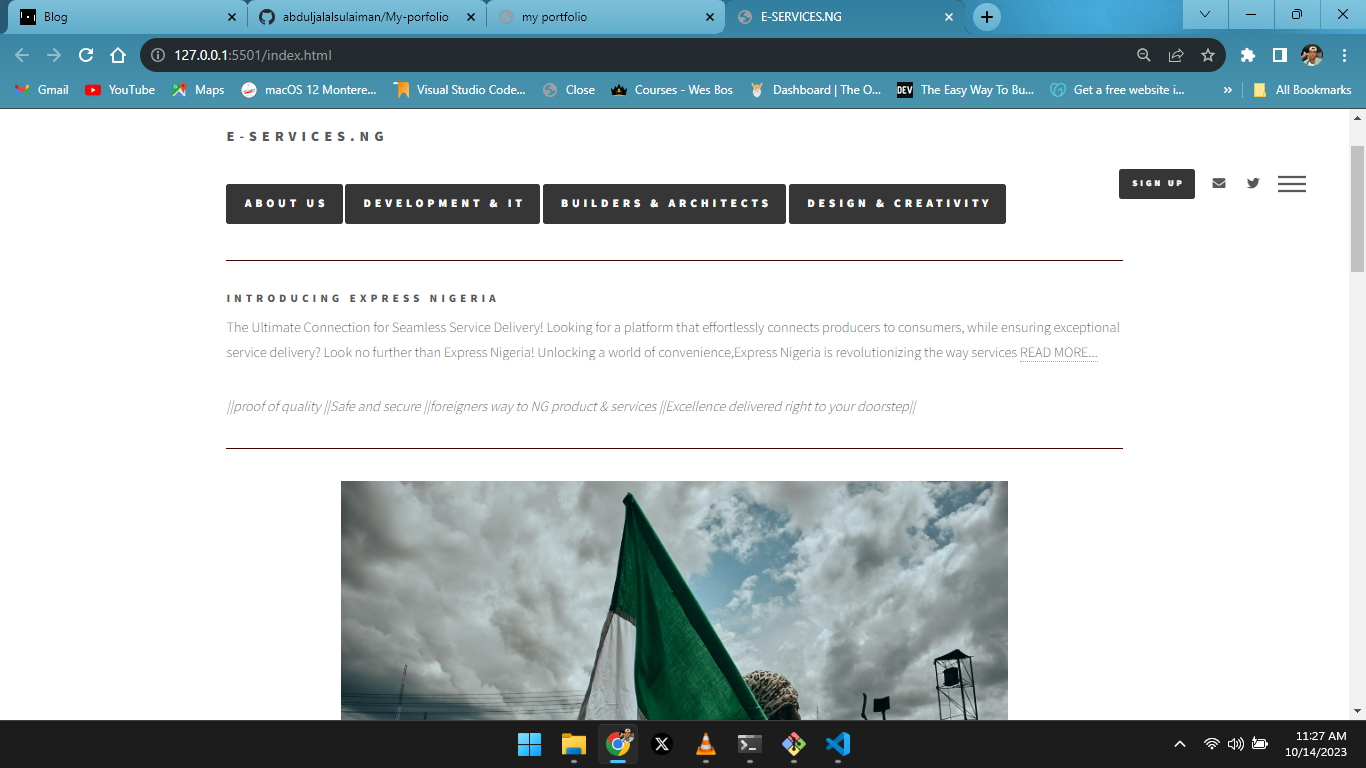 Blog
abduljalalsulaiman/My-porfolio
my portfolio
E-SERVICES.NG
127.0.0.1:5501/index.html
Gmail
YouTube
Maps
macOS 12 Montere...
Visual Studio Code...
Close
Courses - Wes Bos
Dashboard | The O...
DEV
The Easy Way To Bu...
Get a free website i...
»
All Bookmarks
E-SERVICES.NG
SIGN UP
ABOUT US
DEVELOPMENT & IT
BUILDERS & ARCHITECTS
DESIGN & CREATIVITY
INTRODUCING EXPRESS NIGERIA
The Ultimate Connection for Seamless Service Delivery! Looking for a platform that effortlessly connects producers to consumers, while ensuring exceptional
service delivery? Look no further than Express Nigeria! Unlocking a world of convenience,Express Nigeria is revolutionizing the way services READ MORE...
||proof of quality ||Safe and secure ||foreigners way to NG product & services ||Excellence delivered right to your doorstep||
11:27 AM
10/14/2023